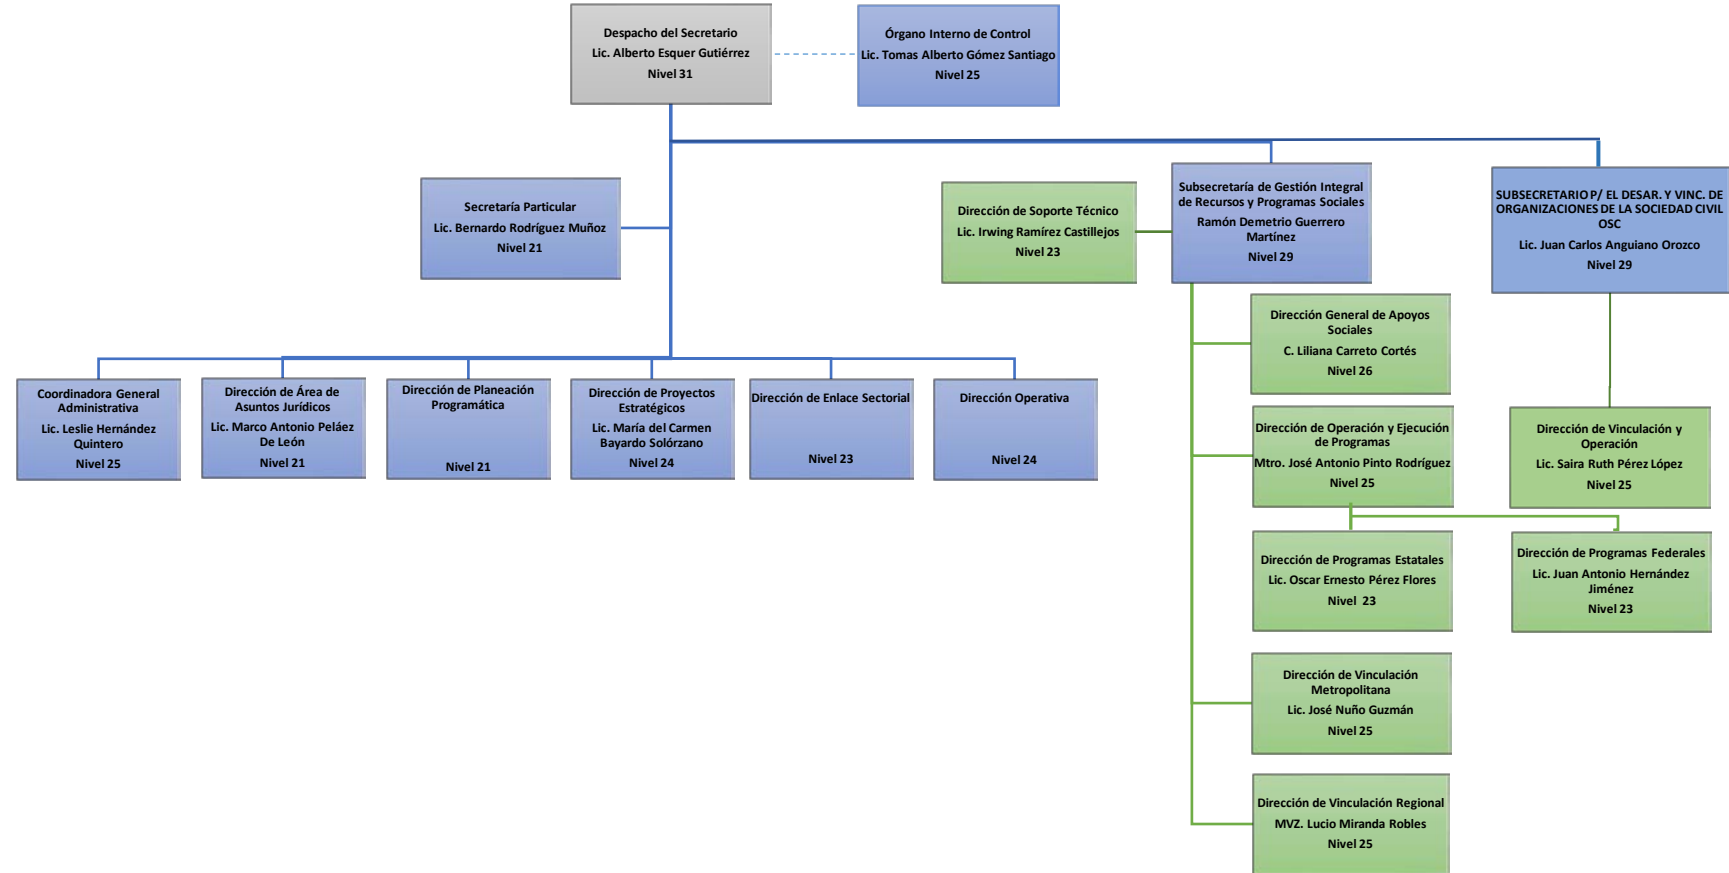 Despacho del Secretario
Lic. Alberto Esquer Gutiérrez
Nivel 31
Órgano Interno de Control
Lic. Tomas Alberto Gómez Santiago
Nivel 25
Secretaría Particular
Lic. Bernardo Rodríguez Muñoz
Nivel 21
Dirección de Soporte Técnico
Lic. Irwing Ramírez Castillejos
Nivel 23
Subsecretaría de Gestión Integral
de Recursos y Programas Sociales
Ramón Demetrio Guerrero
Martínez
Nivel 29
SUBSECRETARIO P/ EL DESAR. Y VINC. DE
ORGANIZACIONES DE LA SOCIEDAD CIVIL
OSC
Lic. Juan Carlos Anguiano Orozco
Nivel 29
Coordinadora General
Administrativa
Lic. Leslie Hernández
Quintero
Nivel 25
Dirección de Área de
Asuntos Jurídicos
Lic. Marco Antonio Peláez
De León
Nivel 21
Dirección de Planeación
Programática
Nivel 21
Dirección de Proyectos
Estratégicos
Lic. María del Carmen
Bayardo Solórzano
Nivel 24
Dirección de Enlace Sectorial
Nivel 23
Dirección Operativa
Nivel 24
Dirección General de Apoyos
Sociales
C. Liliana Carreto Cortés
Nivel 26
Dirección de Operación y Ejecución
de Programas
Mtro. José Antonio Pinto Rodríguez
Nivel 25
Dirección de Vinculación y
Operación
Lic. Saira Ruth Pérez López
Nivel 25
Dirección de Programas Estatales
Lic. Oscar Ernesto Pérez Flores
Nivel 23
Dirección de Programas Federales
Lic. Juan Antonio Hernández
Jiménez
Nivel 23
Dirección de Vinculación
Metropolitana
Lic. José Nuño Guzmán
Nivel 25
Dirección de Vinculación Regional
MVZ. Lucio Miranda Robles
Nivel 25